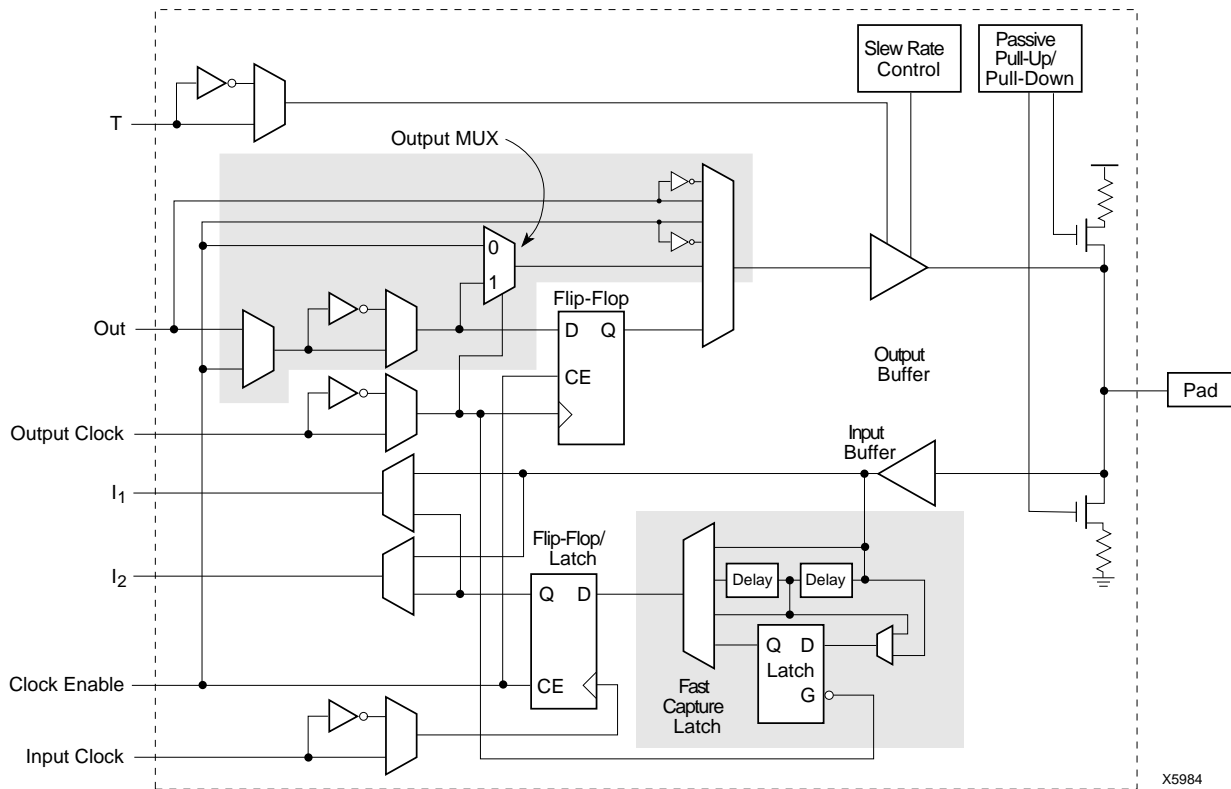 Slew Rate
Control
Passive
Pull-Up/
Pull-Down
T
Output MUX
0
1
Flip-Flop
Out
D Q
CE
Output
Buffer
Pad
Output Clock
Input
Buffer
I1
Flip-Flop/
Latch
I2
Delay
Delay
Q D
Q D
Latch
Clock Enable
CE
G
Fast
Capture
Latch
Input Clock
X5984